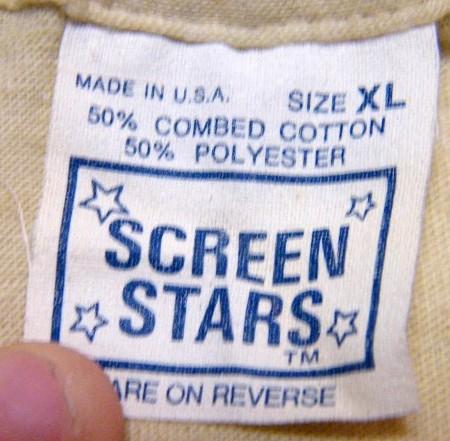 MADE IN U.S.A. SIZE XL
50% COMBED COTTON
50% POLYESTER
SCREEN
STARS
TM
ARE ON REVERSE